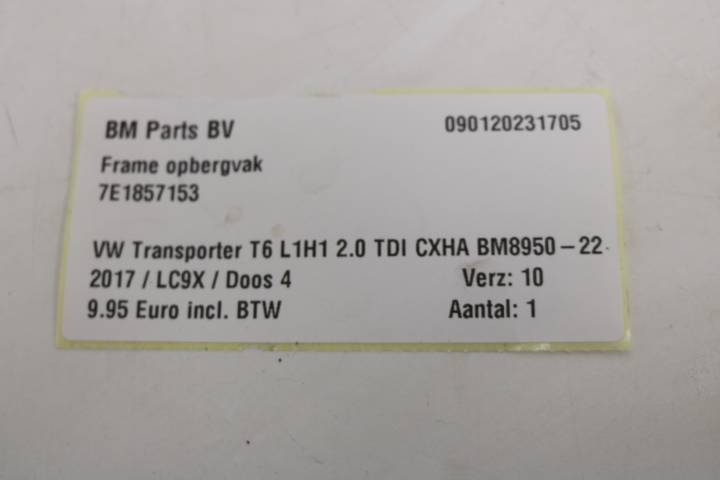 BM Parts BV 090120231705
Frame opbergvak
7E1857153
VW Transporter T6 L1H1 2.0 TDI CXHA BM8950-22
2017 / LC9X / Doos 4 Verz: 10
9.95 Euro incl. BTW Aantal: 1